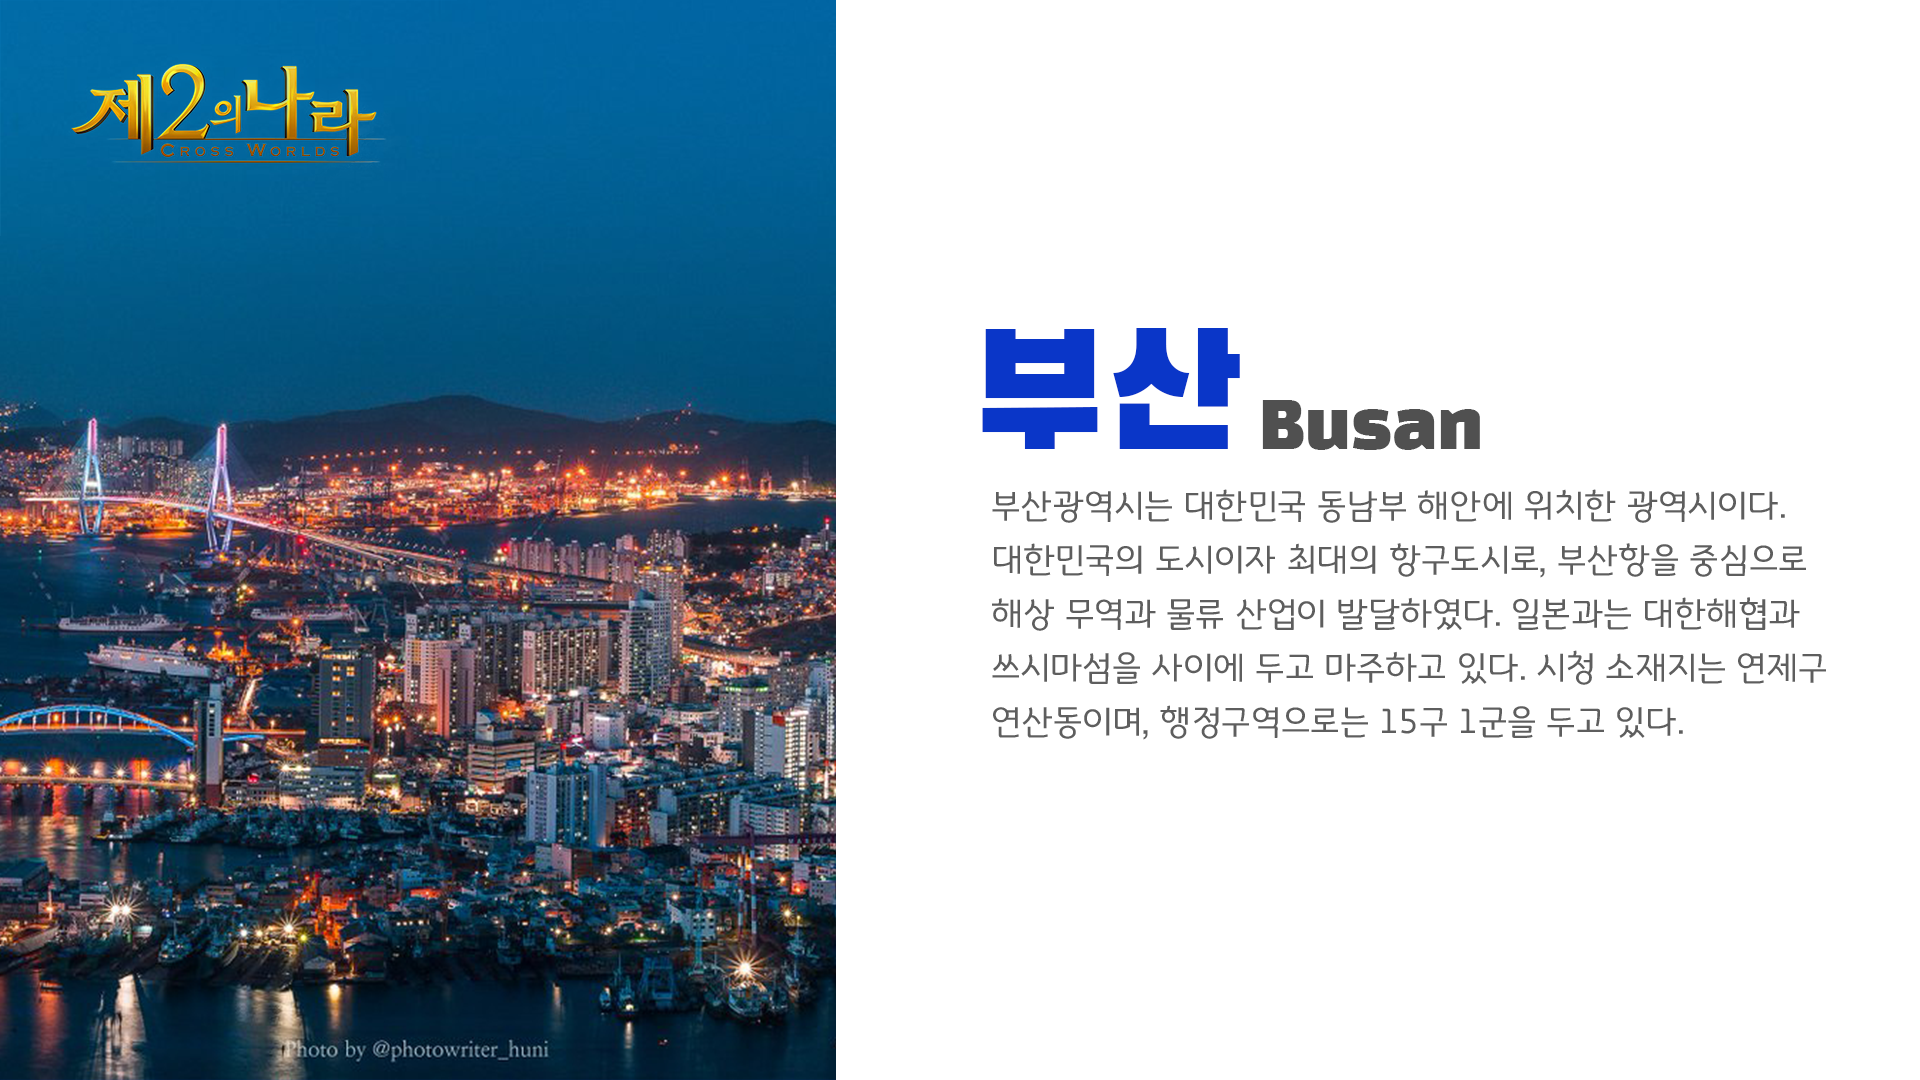 제2의나라
CROSS WORLDS
부산 Busan
부산광역시는 대한민국 동남부 해안에 위치한 광역시이다.
대한민국의 도시이자 최대의 항구도시로, 부산항을 중심으로
해상 무역과 물류 산업이 발달하였다. 일본과는 대한해협과
쓰시마섬을 사이에 두고 마주하고 있다. 시청 소재지는 연제구
연산동이며, 행정구역으로는 15구 1군을 두고 있다.
Photo by @photowriter_huni